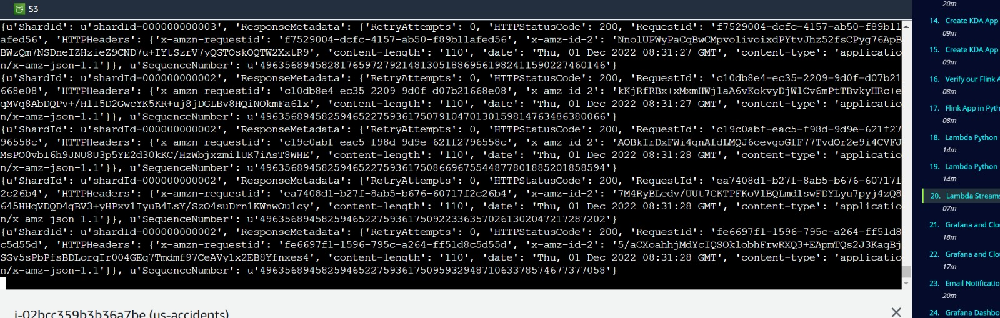 S3
{u'ShardId': u'shardId-000000000003', 'ResponseMetadata': {'RetryAttempts': 0, 'HTTPStatusCode': 200, 'RequestId': 'f7529004-dcfc-4157-ab50-f89b11
afed56', 'HTTPHeaders': {'x-amzn-requestid': 'f7529004-dcfc-4157-ab50-f89b11afed56', 'x-amz-id-2': 'NnolUPWyPaCqBwCMpvolivoixdPYtvJhz52fsCPyg76ApB
BWzQm7NSDneIZHzieZ9CND7u+IYtSzrV7yQGTOskOQTW2XxtR9', 'content-length': '110', 'date': 'Thu, 01 Dec 2022 08:31:27 GMT', 'content-type': 'applicatio
n/x-amz-json-1.1'}}, u'SequenceNumber': u'49635689458281765972792148130518869561982411590227460146'}
{u'ShardId': u'shardId-000000000002', 'ResponseMetadata': {'RetryAttempts': 0, 'HTTPStatusCode': 200, 'RequestId': 'c10db8e4-ec35-2209-9d0f-d07b21
668e08', 'HTTPHeaders': {'x-amzn-requestid': 'c10db8e4-ec35-2209-9d0f-d07b21668e08', 'x-amz-id-2': 'kKjRfRBx+xMxmHWjlaA6vKokvyDjWlCv6mPtTBvkyHRc+e
qMVq8AbDQPv+/H1I5D2GwcYK5KR+uj8jDGLBv8HQiNOkmFa6lx', 'content-length': '110', 'date': 'Thu, 01 Dec 2022 08:31:27 GMT', 'content-type': 'applicatio
n/x-amz-json-1.1'}}, u'SequenceNumber': u'49635689458259465227593617507910470130159814763486380066'}
{u'ShardId': u'shardId-000000000002', 'ResponseMetadata': {'RetryAttempts': 0, 'HTTPStatusCode': 200, 'RequestId': 'c19c0abf-eac5-f98d-9d9e-621f27
96558c', 'HTTPHeaders': {'x-amzn-requestid': 'c19c0abf-eac5-f98d-9d9e-621f2796558c', 'x-amz-id-2': 'AOBkIrDxFWi4qnAfdLMQJ6oevgoGfF77TvdOr2e9i4CVFJ
MsPO0vbI6h9JNU8U3p5YE2d30kKC/HzWbjxzmilUK7iAsT8WHE', 'content-length': '110', 'date': 'Thu, 01 Dec 2022 08:31:28 GMT', 'content-type': 'applicatio
n/x-amz-json-1.1'}}, u'SequenceNumber': u'49635689458259465227593617508669675544877801885201858594'}
{u'ShardId': u'shardId-000000000002', 'ResponseMetadata': {'RetryAttempts': 0, 'HTTPStatusCode': 200, 'RequestId': 'ea7408d1-b27f-8ab5-b676-60717f
2c26b4', 'HTTPHeaders': {'x-amzn-requestid': 'ea7408d1-b27f-8ab5-b676-60717f2c26b4', 'x-amz-id-2': '7M4RyBLedv/UUt7CKTPFKoVlBQLmdlswFDYLyu7pyj4zQ8
645HHqVDQD4gBV3+yHPxvlIyuB4LsY/SzO4suDrn1KWnwOulcy', 'content-length': '110', 'date': 'Thu, 01 Dec 2022 08:31:28 GMT', 'content-type': 'applicatio
n/x-amz-json-1.1'}}, u'SequenceNumber': u'49635689458259465227593617509223363570261302047217287202'}
{u'ShardId': u'shardId-000000000002', 'ResponseMetadata': {'RetryAttempts': 0, 'HTTPStatusCode': 200, 'RequestId': 'fe6697f1-1596-795c-a264-ff51d8
c5d55d', 'HTTPHeaders': {'x-amzn-requestid': 'fe6697f1-1596-795c-a264-ff51d8c5d55d', 'x-amz-id-2': '5/aCXoahhjMdYcIQSOklobhFrwRXQ3+EApmTQs2J3KaqBj
SGv5sPbPfsBDLorqIr004GEq7Tmdmf97CeAVy1x2EB8Yfnxes4', 'content-length': '110', 'date': 'Thu, 01 Dec 2022 08:31:28 GMT', 'content-type': 'applicatio
n/x-amz-json-1.1'}}, u'SequenceNumber': u'49635689458259465227593617509593294871063378574677377058'}
i-02bcc359b3b36a7be (us-accidents)
20m
14. Create KDA App
09m
15. Create KDA App
09m
16. Verify our Flink A
08m
17. Flink App in Pyth
08m
18. Lambda Python
14m
19. Lambda Python
14m
20. Lambda Streams
07m
21. Grafana and Clou
18m
22. Grafana and Clou
17m
23. Email Notificatio
20m
24. Grafana Dashbo